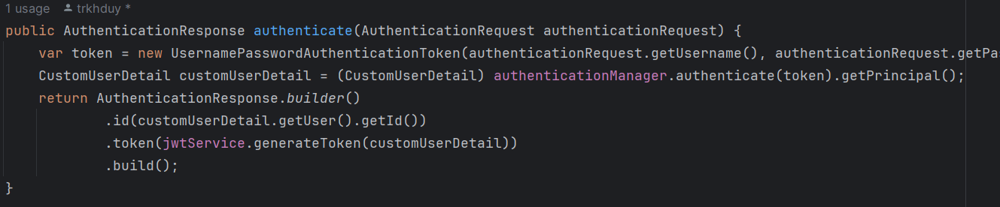 1 usage trkhduy *
public AuthenticationResponse authenticate(AuthenticationRequest authenticationRequest) {
var token = new UsernamePasswordAuthenticationToken(authenticationRequest.getUsername(), authenticationRequest.getPa
CustomUserDetail customUserDetail = (CustomUserDetail) authenticationManager.authenticate(token).getPrincipal();
return AuthenticationResponse.builder()
.id(customUserDetail.getUser().getId())
.token(jwtService.generateToken(customUserDetail))
.build();
}